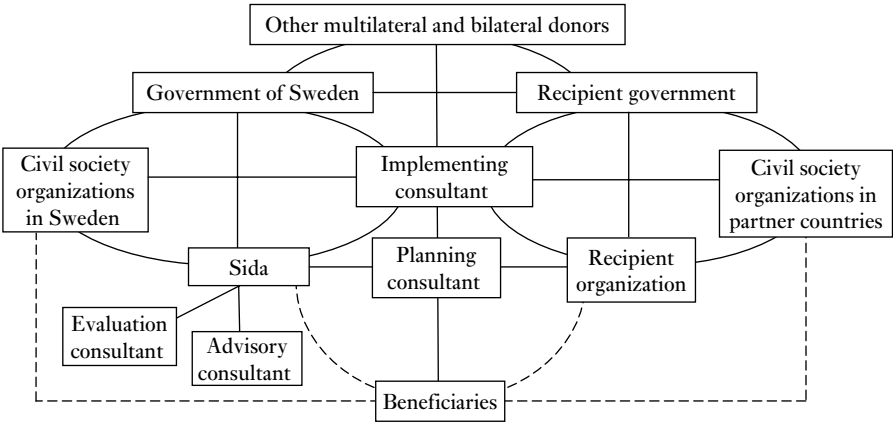 Other multilateral and bilateral donors
Government of Sweden
Recipient government
Civil society
organizations
in Sweden
Implementing
consultant
Civil society
organizations in
partner countries
Sida
Planning
consultant
Recipient
organization
Evaluation
consultant
Advisory
consultant
Beneficiaries